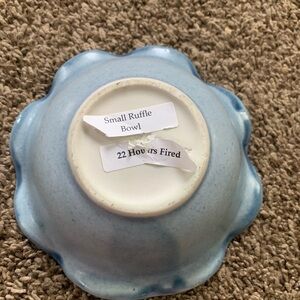 Small Ruffle
Bowl
22 Hours Fired